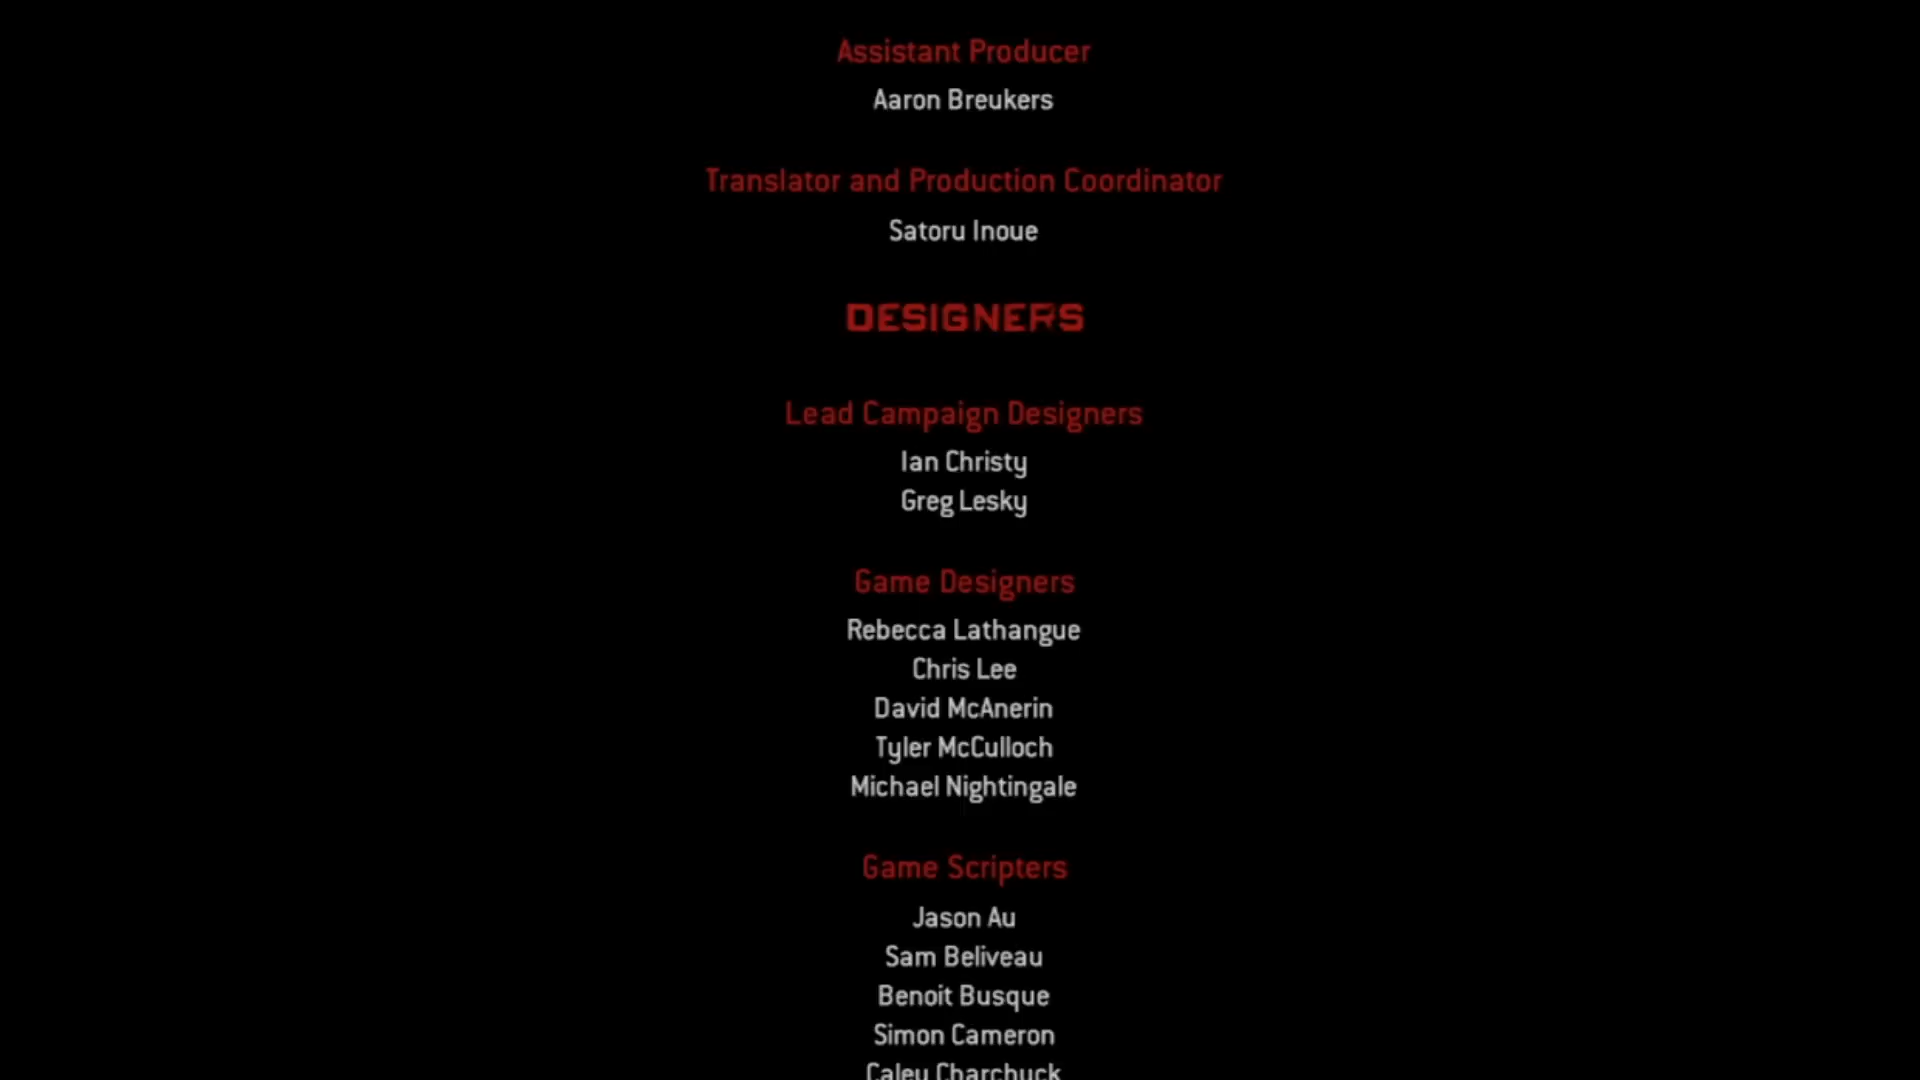 Assistant Producer
Aaron Breukers
Translator and Production Coordinator
Satoru Inoue
DESIGNERS
Lead Campaign Designers
Ian Christy
Greg Lesky
Game Designers
Rebecca Lathangue
Chris Lee
David McAnerin
Tyler McCulloch
Michael Nightingale
Game Scripters
Jason Au
Sam Beliveau
Benoit Busque
Simon Cameron
Caley Charchuck